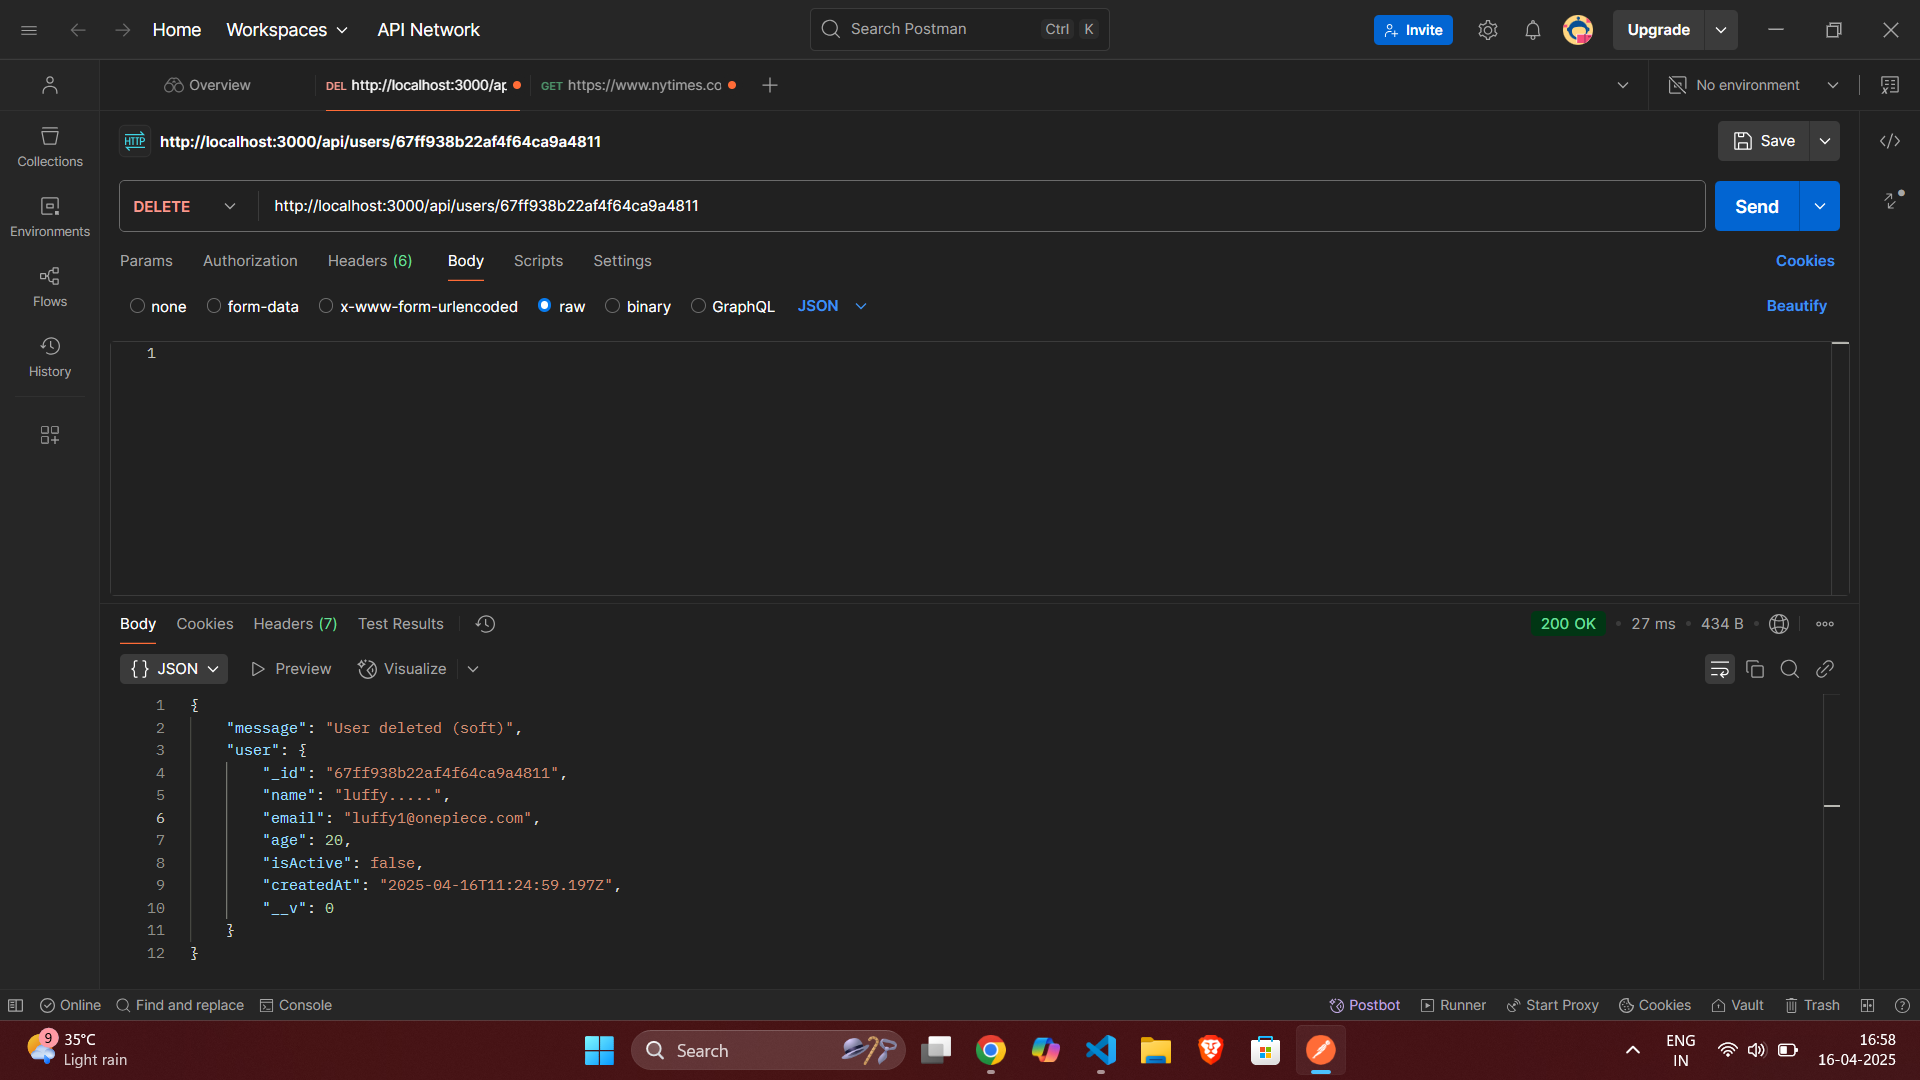 Home Workspaces API Network Search Postman Ctrl K Invite Upgrade
Overview DEL http://localhost:3000/ap GET https://www.nytimes.co No environment
HTTP http://localhost:3000/api/users/67ff938b22af4f64ca9a4811 Save
Collections
Environments
Flows
History
DELETE http://localhost:3000/api/users/67ff938b22af4f64ca9a4811 Send
Params Authorization Headers (6) Body Scripts Settings Cookies
none form-data x-www-form-urlencoded raw binary GraphQL JSON Beautify
1
Body Cookies Headers (7) Test Results 200 OK 27 ms 434 B
{} JSON Preview Visualize
1 {
2 "message": "User deleted (soft)",
3 "user": {
4 "_id": "67ff938b22af4f64ca9a4811",
5 "name": "luffy.....",
6 "email": "luffy1@onepiece.com",
7 "age": 20,
8 "isActive": false,
9 "createdAt": "2025-04-16T11:24:59.197Z",
10 "__v": 0
11 }
12 }
Online Find and replace Console Postbot Runner Start Proxy Cookies Vault Trash
9 35°C
Light rain
Search
ENG
IN
16:58
16-04-2025